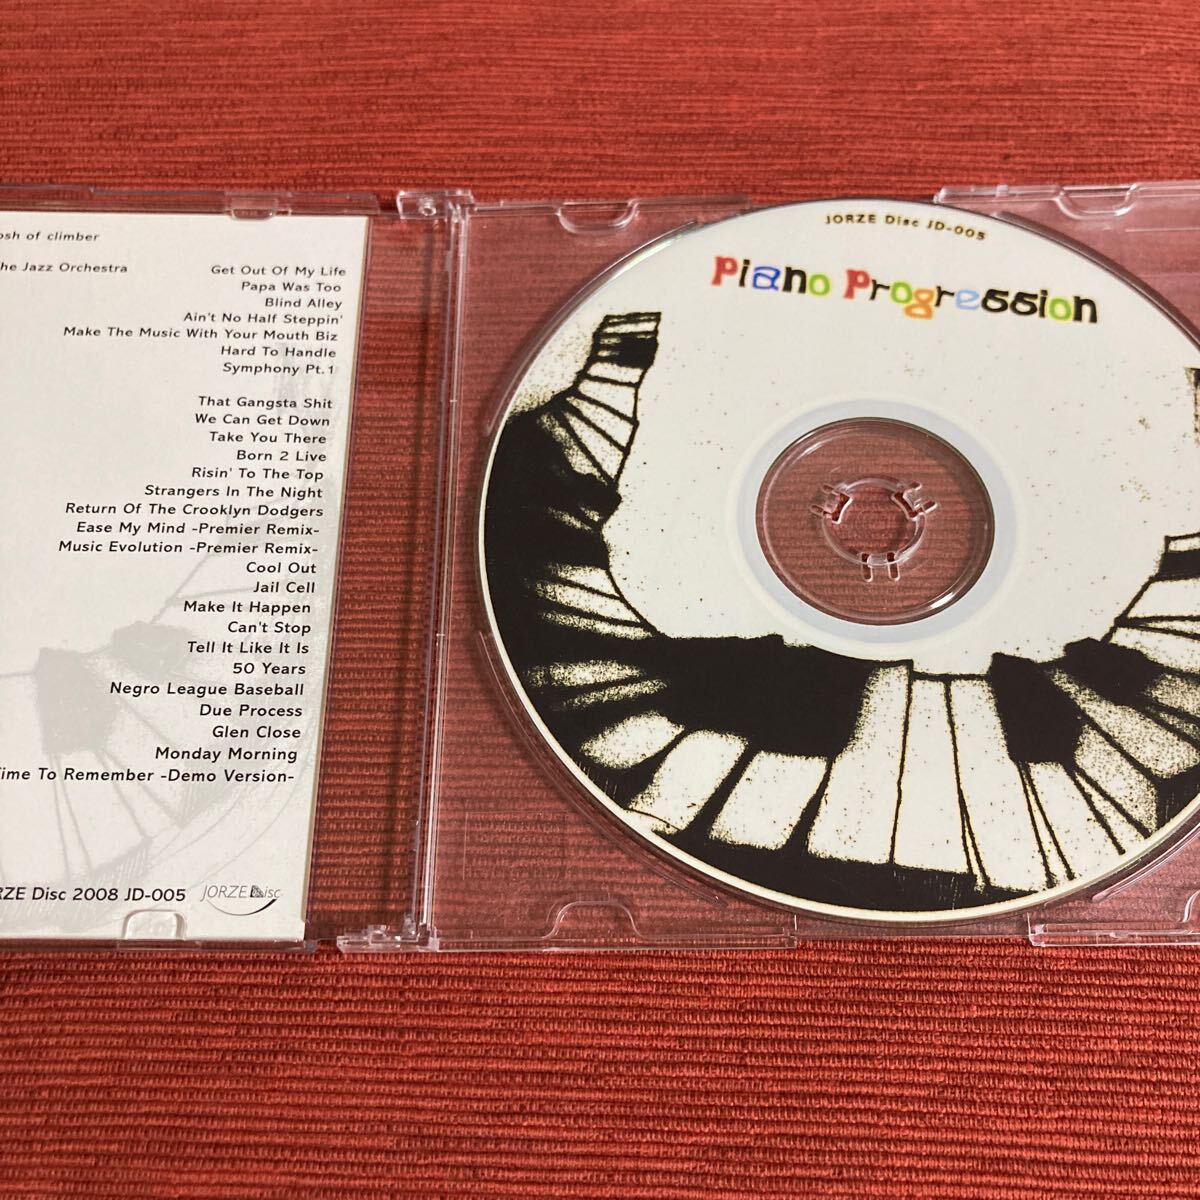 of climber
Jazz Orchestra Get Out Of My Life
Papa Was Too
Blind Alley
Ain't No Half Steppin'
Make The Music With Your Mouth Biz
Hard To Handle
Symphony Pt.1
That Gangsta Shit
We Can Get Down
Take You There
Born 2 Live
Risin' To The Top
Strangers In The Night
Return Of The Crooklyn Dodgers
Ease My Mind -Premier Remix-
Music Evolution -Premier Remix-
Cool Out
Jail Cell
Make It Happen
Can't Stop
Tell It Like It Is
50 Years
Negro League Baseball
Due Process
Glen Close
Monday Morning
Time To Remember -Demo Version-
RZE Disc 2008 JD-005 JORZE Disc
JORZE Disc JD-005
Piano Progression